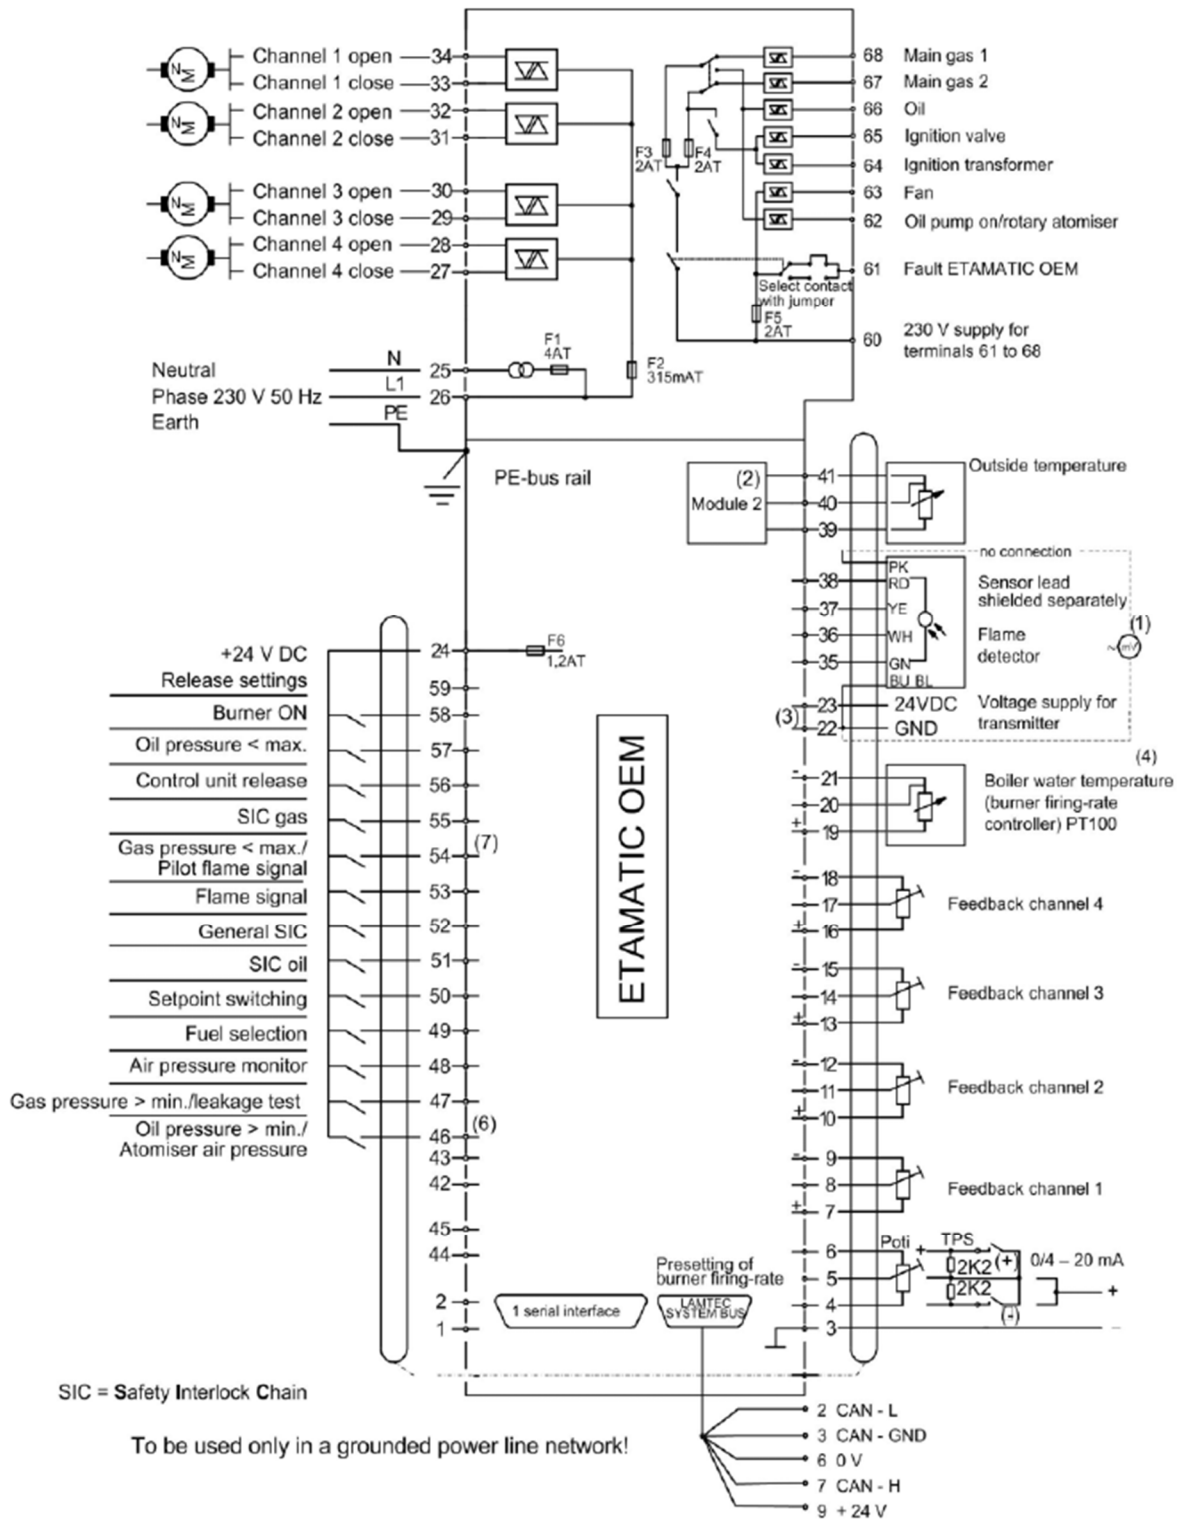 Channel 1 open 34
Channel 1 close 33
Channel 2 open 32
Channel 2 close 31
Channel 3 open 30
Channel 3 close 29
Channel 4 open 28
Channel 4 close 27
N M
N M
N M
N M
68 Main gas 1
67 Main gas 2
66 Oil
65 Ignition valve
64 Ignition transformer
63 Fan
62 Oil pump on/rotary atomiser
61 Fault ETAMATIC OEM
60 230 V supply for
terminals 61 to 68
F3
2AT
F4
2AT
Select contact
with jumper
F5
2AT
F1
4AT
F2
315mAT
Neutral N 25
Phase 230 V 50 Hz L1 26
Earth PE
PE-bus rail
(2)
Module 2
41
40
39
Outside temperature
no connection
PK
38 RD
37 YE
36 WH
35 GN
BU BL
Sensor lead
shielded separately
Flame
detector
(1)
~ mV
(3)
23 24VDC
22 GND
Voltage supply for
transmitter
(4)
- 21
20
+ 19
Boiler water temperature
(burner firing-rate
controller) PT100
- 18
17
+ 16
Feedback channel 4
- 15
14
+ 13
Feedback channel 3
- 12
11
+ 10
Feedback channel 2
- 9
8
+ 7
Feedback channel 1
6
5
4
3
Poti + TPS
2K2 (+)
2K2
(-)
0/4 – 20 mA
+
–
F6
1,2AT
+24 V DC 24
Release settings 59
Burner ON 58
Oil pressure < max. 57
Control unit release 56
SIC gas 55
Gas pressure < max./
Pilot flame signal 54 (7)
Flame signal 53
General SIC 52
SIC oil 51
Setpoint switching 50
Fuel selection 49
Air pressure monitor 48
Gas pressure > min./leakage test 47
Oil pressure > min./
Atomiser air pressure 46 (6)
43
42
45
44
2
1
ETAMATIC OEM
1 serial interface
Presetting of
burner firing-rate
LAMTEC
SYSTEM BUS
SIC = Safety Interlock Chain
To be used only in a grounded power line network!
2 CAN - L
3 CAN - GND
6 0 V
7 CAN - H
9 + 24 V